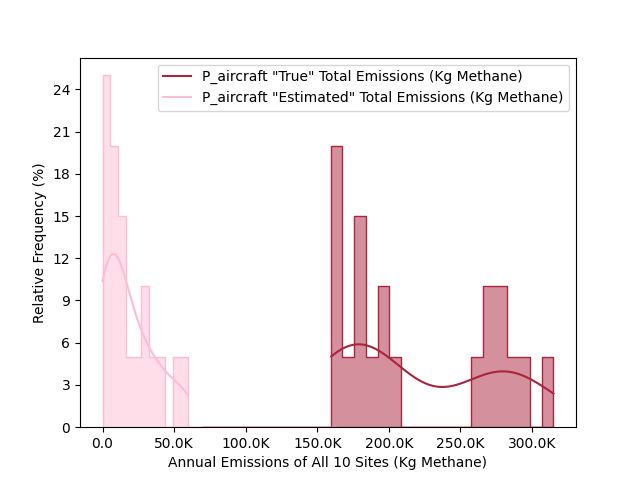 P_aircraft "True" Total Emissions (Kg Methane)
P_aircraft "Estimated" Total Emissions (Kg Methane)
Relative Frequency (%)
24
21
18
15
12
9
6
3
0
0.0 50.0K 100.0K 150.0K 200.0K 250.0K 300.0K
Annual Emissions of All 10 Sites (Kg Methane)